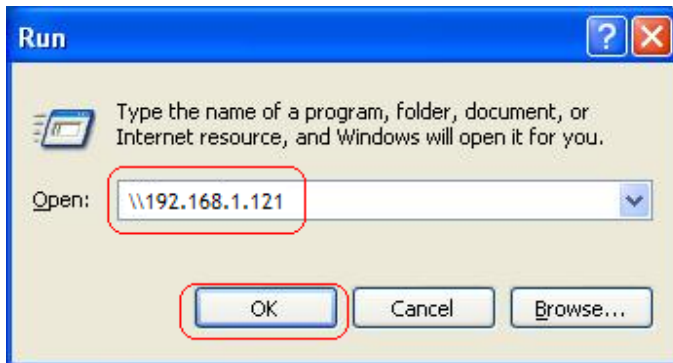 Run
Type the name of a program, folder, document, or
Internet resource, and Windows will open it for you.
Open: \\192.168.1.121
OK Cancel Browse...